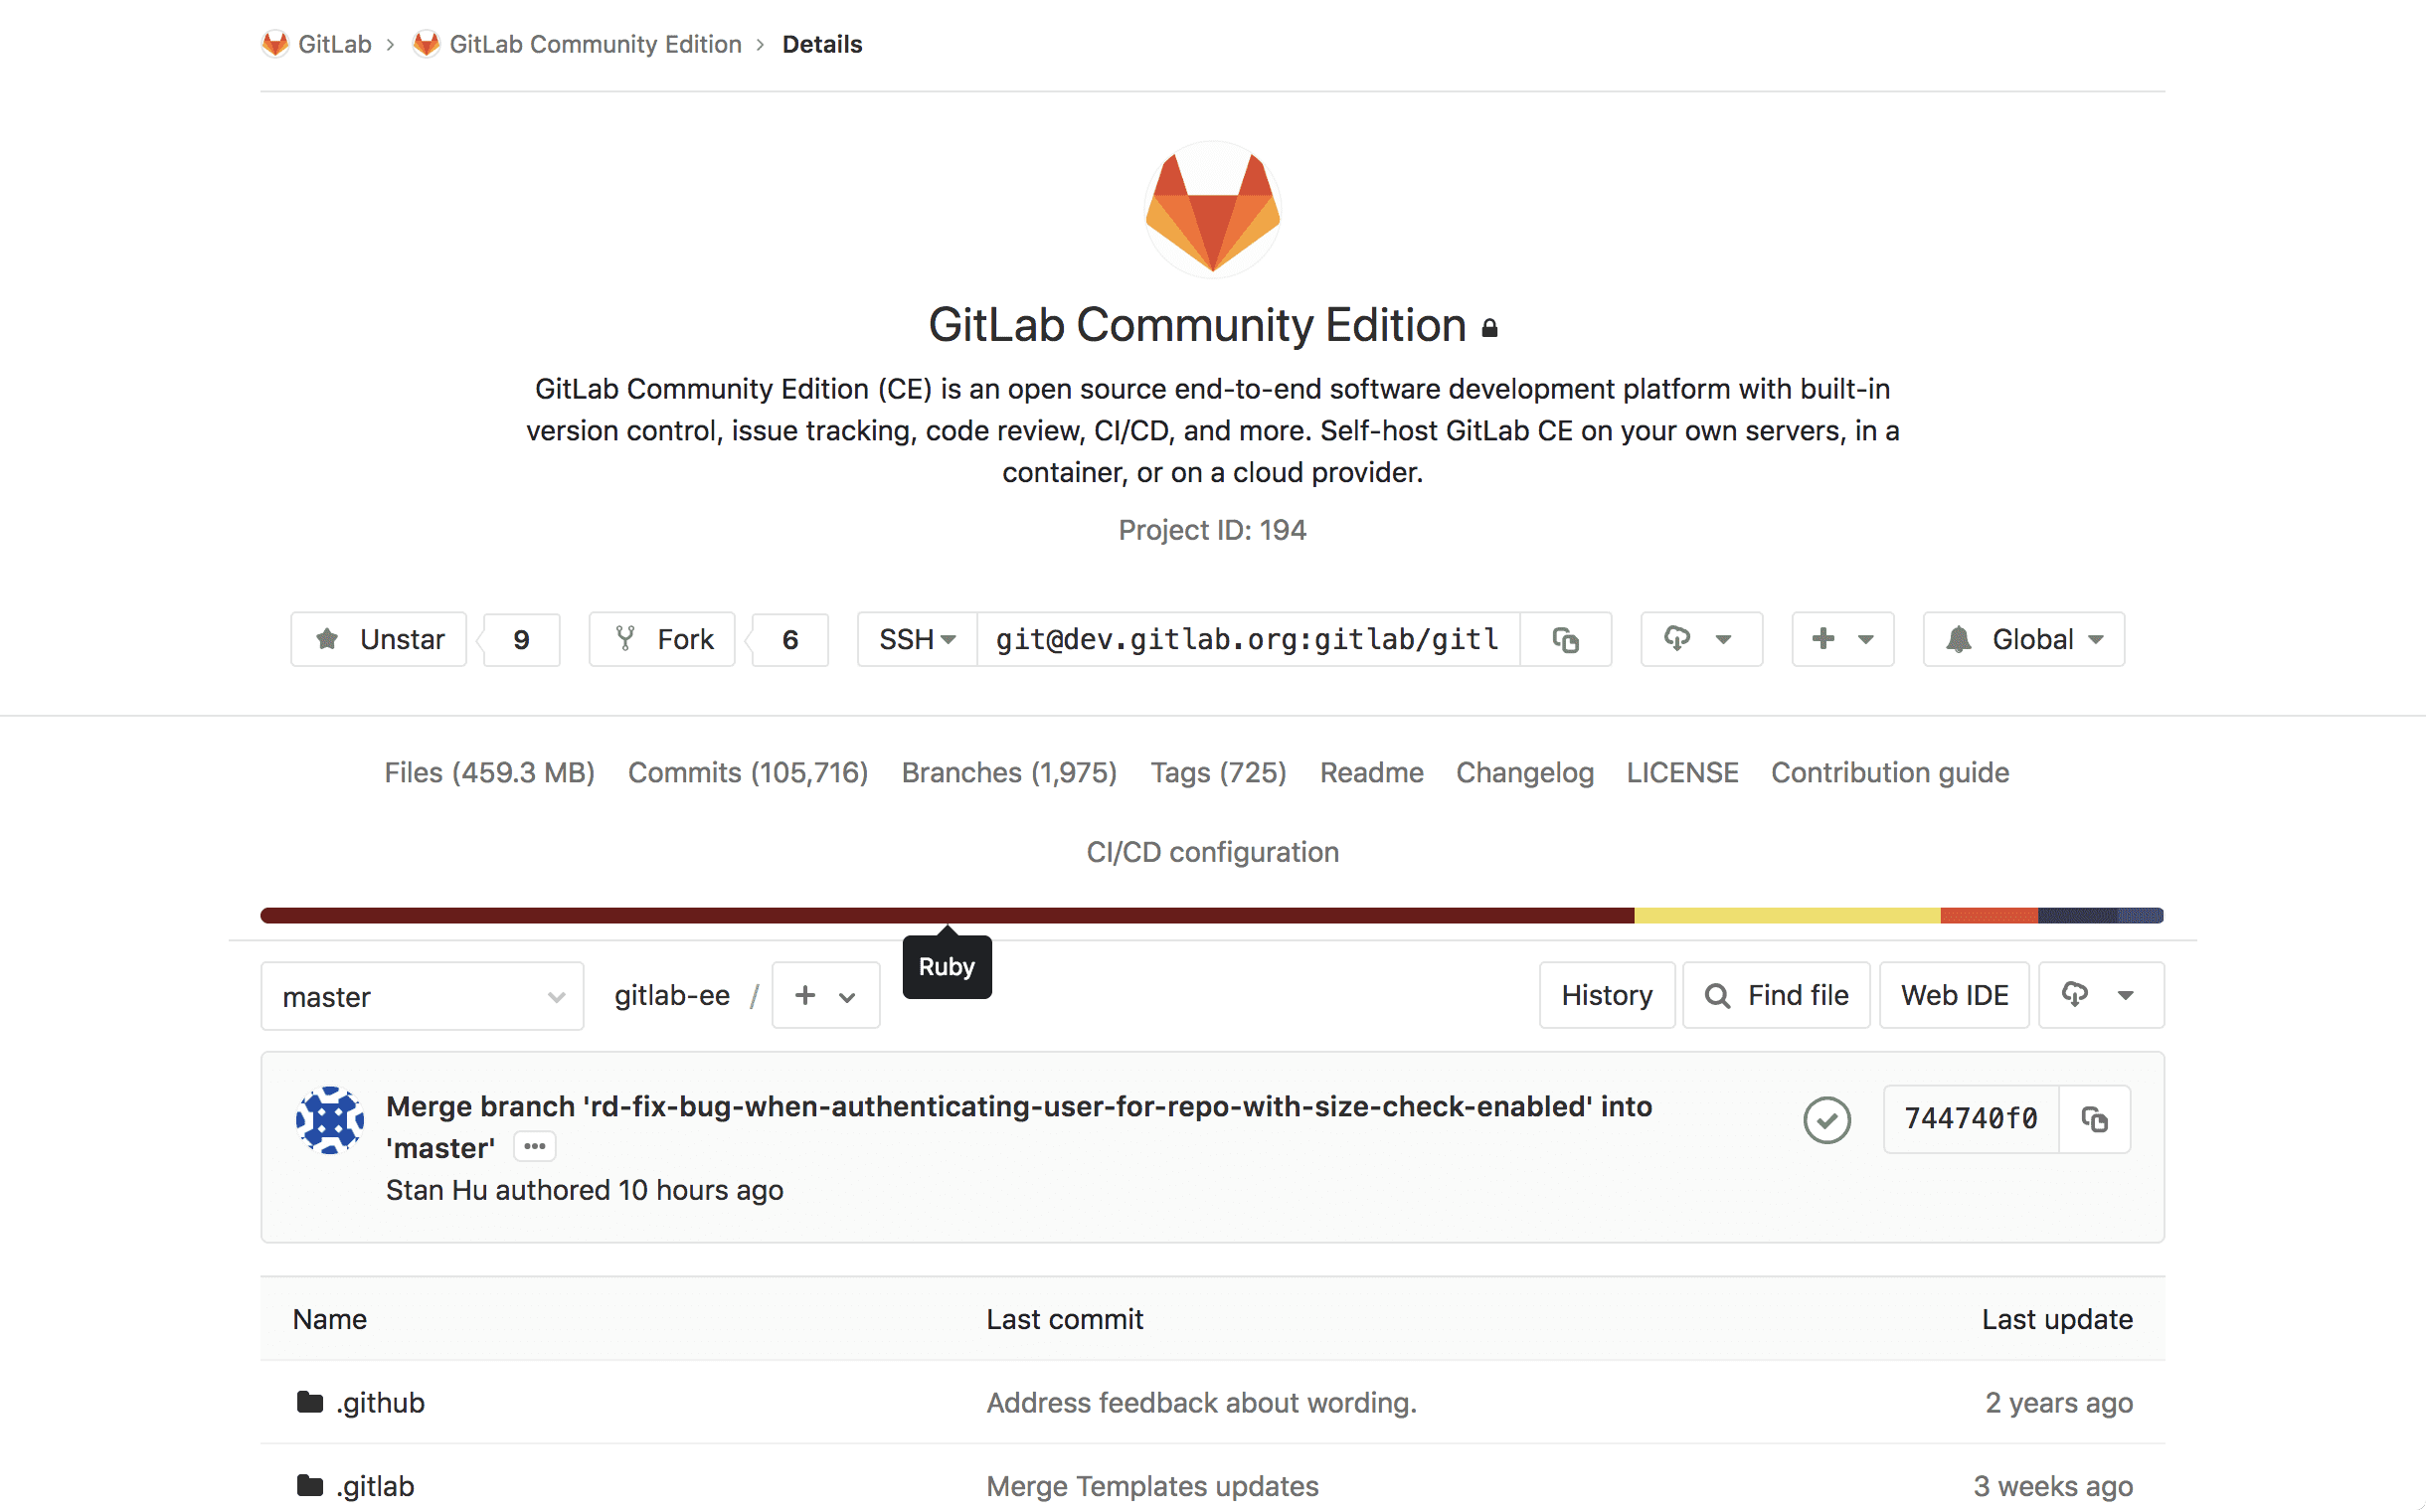 GitLab > GitLab Community Edition > Details
GitLab Community Edition
GitLab Community Edition (CE) is an open source end-to-end software development platform with built-in
version control, issue tracking, code review, CI/CD, and more. Self-host GitLab CE on your own servers, in a
container, or on a cloud provider.
Project ID: 194
Unstar 9 Fork 6 SSH git@dev.gitlab.org:gitlab/gitl Global
Files (459.3 MB) Commits (105,716) Branches (1,975) Tags (725) Readme Changelog LICENSE Contribution guide
CI/CD configuration
Ruby
master gitlab-ee / + History Find file Web IDE
Merge branch 'rd-fix-bug-when-authenticating-user-for-repo-with-size-check-enabled' into
'master' ...
744740f0
Stan Hu authored 10 hours ago
Name Last commit Last update
.github Address feedback about wording. 2 years ago
.gitlab Merge Templates updates 3 weeks ago